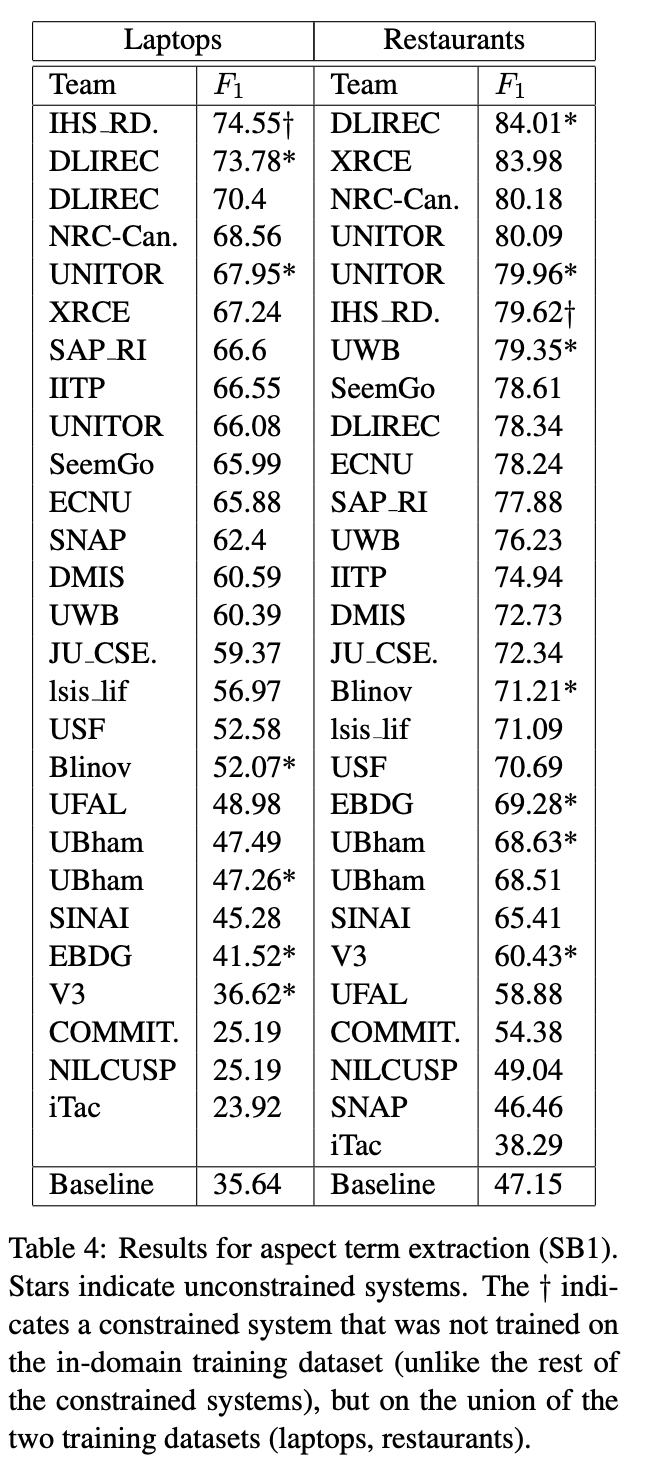 Laptops Restaurants
Team F1 Team F1
IHS_RD. 74.55† DLIREC 84.01*
DLIREC 73.78* XRCE 83.98
DLIREC 70.4 NRC-Can. 80.18
NRC-Can. 68.56 UNITOR 80.09
UNITOR 67.95* UNITOR 79.96*
XRCE 67.24 IHS_RD. 79.62†
SAP_RI 66.6 UWB 79.35*
IITP 66.55 SeemGo 78.61
UNITOR 66.08 DLIREC 78.34
SeemGo 65.99 ECNU 78.24
ECNU 65.88 SAP_RI 77.88
SNAP 62.4 UWB 76.23
DMIS 60.59 IITP 74.94
UWB 60.39 DMIS 72.73
JU_CSE. 59.37 JU_CSE. 72.34
lsis_lif 56.97 Blinov 71.21*
USF 52.58 lsis_lif 71.09
Blinov 52.07* USF 70.69
UFAL 48.98 EBDG 69.28*
UBham 47.49 UBham 68.63*
UBham 47.26* UBham 68.51
SINAI 45.28 SINAI 65.41
EBDG 41.52* V3 60.43*
V3 36.62* UFAL 58.88
COMMIT. 25.19 COMMIT. 54.38
NILCUSP 25.19 NILCUSP 49.04
iTac 23.92 SNAP 46.46
iTac 38.29
Baseline 35.64 Baseline 47.15
Table 4: Results for aspect term extraction (SB1).
Stars indicate unconstrained systems. The † indi-
cates a constrained system that was not trained on
the in-domain training dataset (unlike the rest of
the constrained systems), but on the union of the
two training datasets (laptops, restaurants).